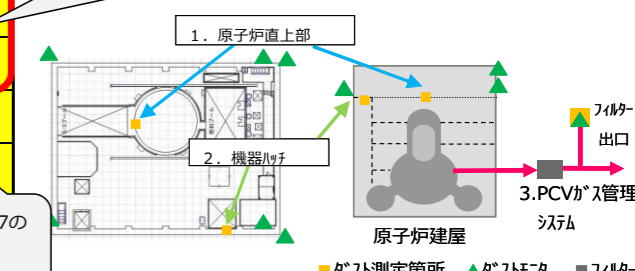 1. 原子炉直上部
2. 機器ﾊｯﾁ
7の
ﾌｨﾙﾀｰ
出口
3.PCVｶﾞｽ管理
ｼｽﾃﾑ
原子炉建屋
■ﾀﾞｽﾄ測定箇所 ▲ﾀﾞｽﾄﾓﾆﾀ ■ﾌｨﾙﾀｰ